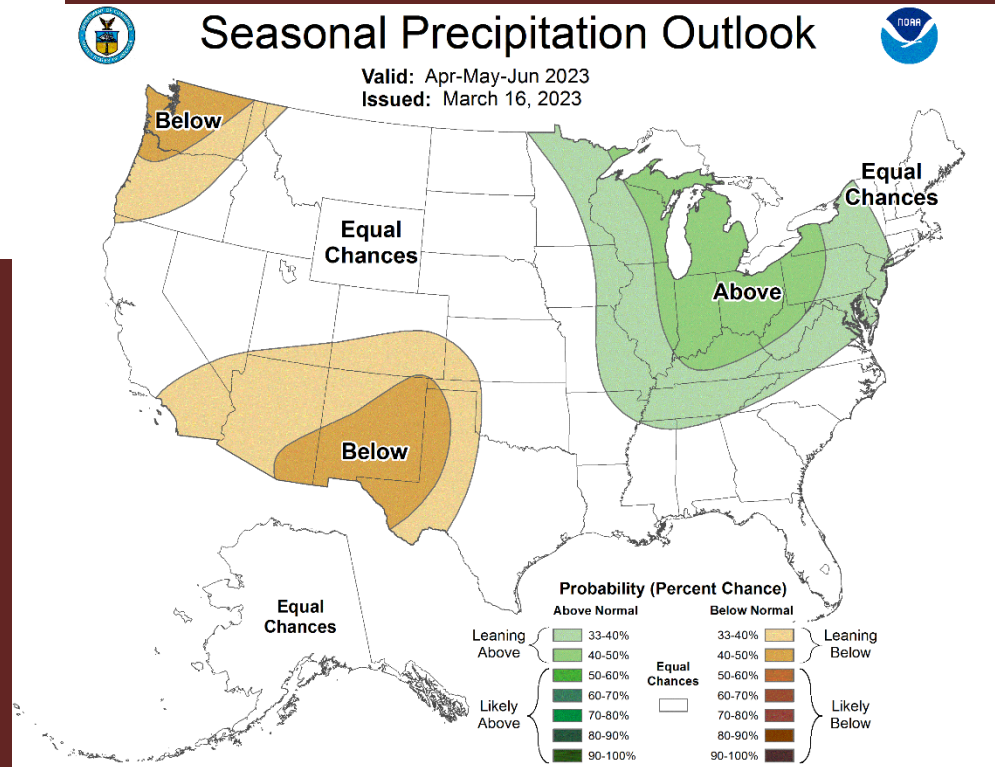 Seasonal Precipitation Outlook
NOAA
Valid: Apr-May-Jun 2023
Issued: March 16, 2023
Below
Equal
Chances
Equal
Chances
Above
Below
Equal
Chances
Probability (Percent Chance)
Above Normal
Below Normal
Leaning
Above
33-40%
40-50%
Likely
Above
50-60%
60-70%
70-80%
80-90%
90-100%
Equal
Chances
33-40%
40-50%
Leaning
Below
50-60%
60-70%
70-80%
80-90%
90-100%
Likely
Below